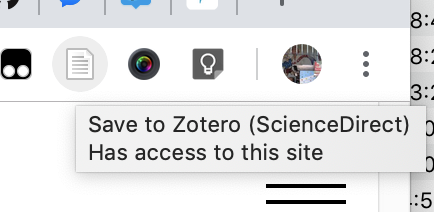 Save to Zotero (ScienceDirect)
Has access to this site